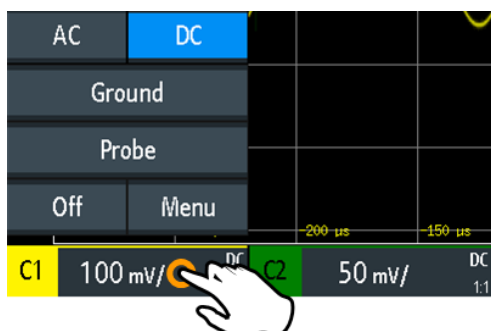 AC DC
Ground
Probe
Off Menu
-200 µs -150 µs
C1 100 mV/ DC C2 50 mV/ DC
1:1